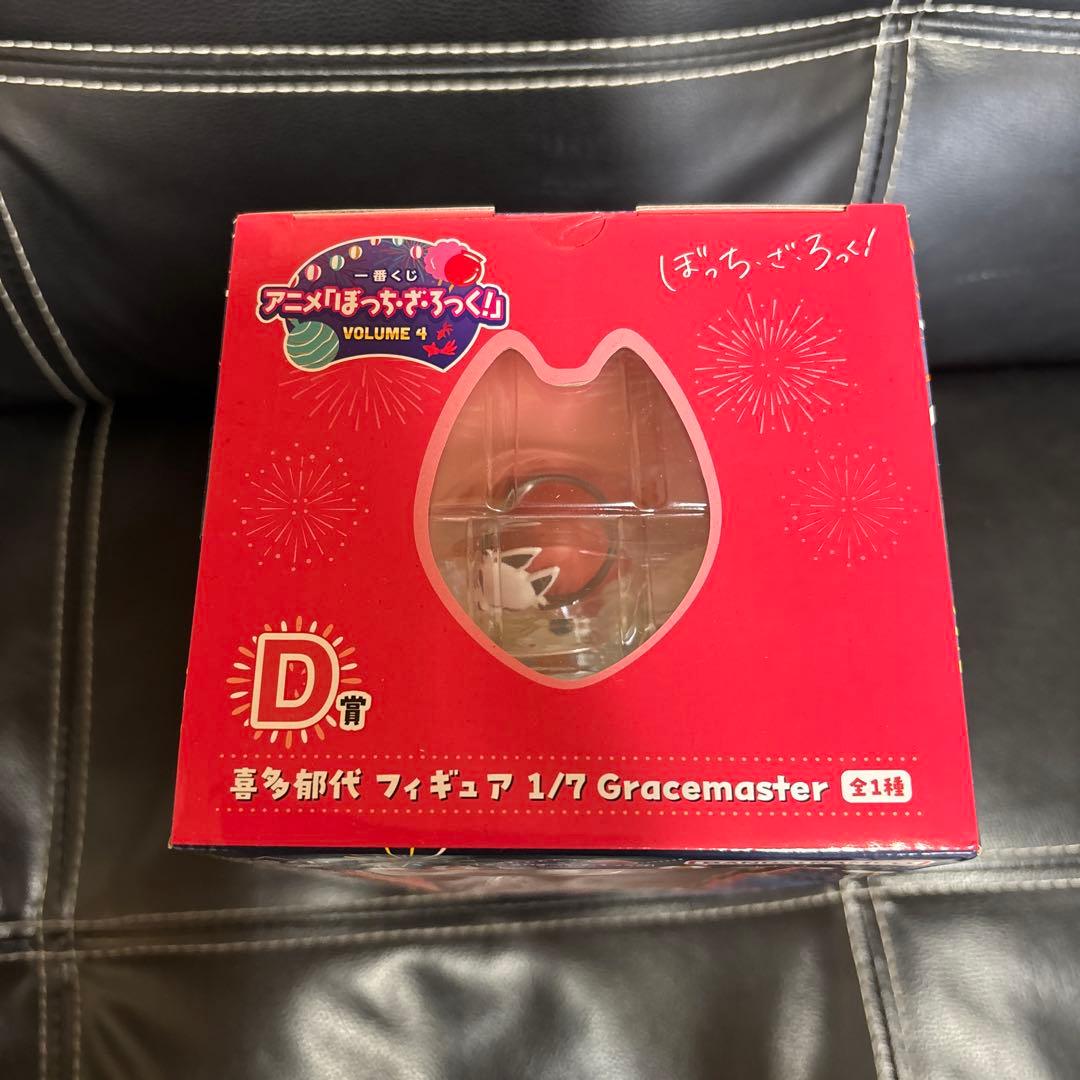 一番くじ
アニメ「ぼっち・ざ・ろっく!」
VOLUME 4
ぼっち・ざ・ろっく!
D賞
喜多郁代 フィギュア 1/7 Gracemaster 全1種